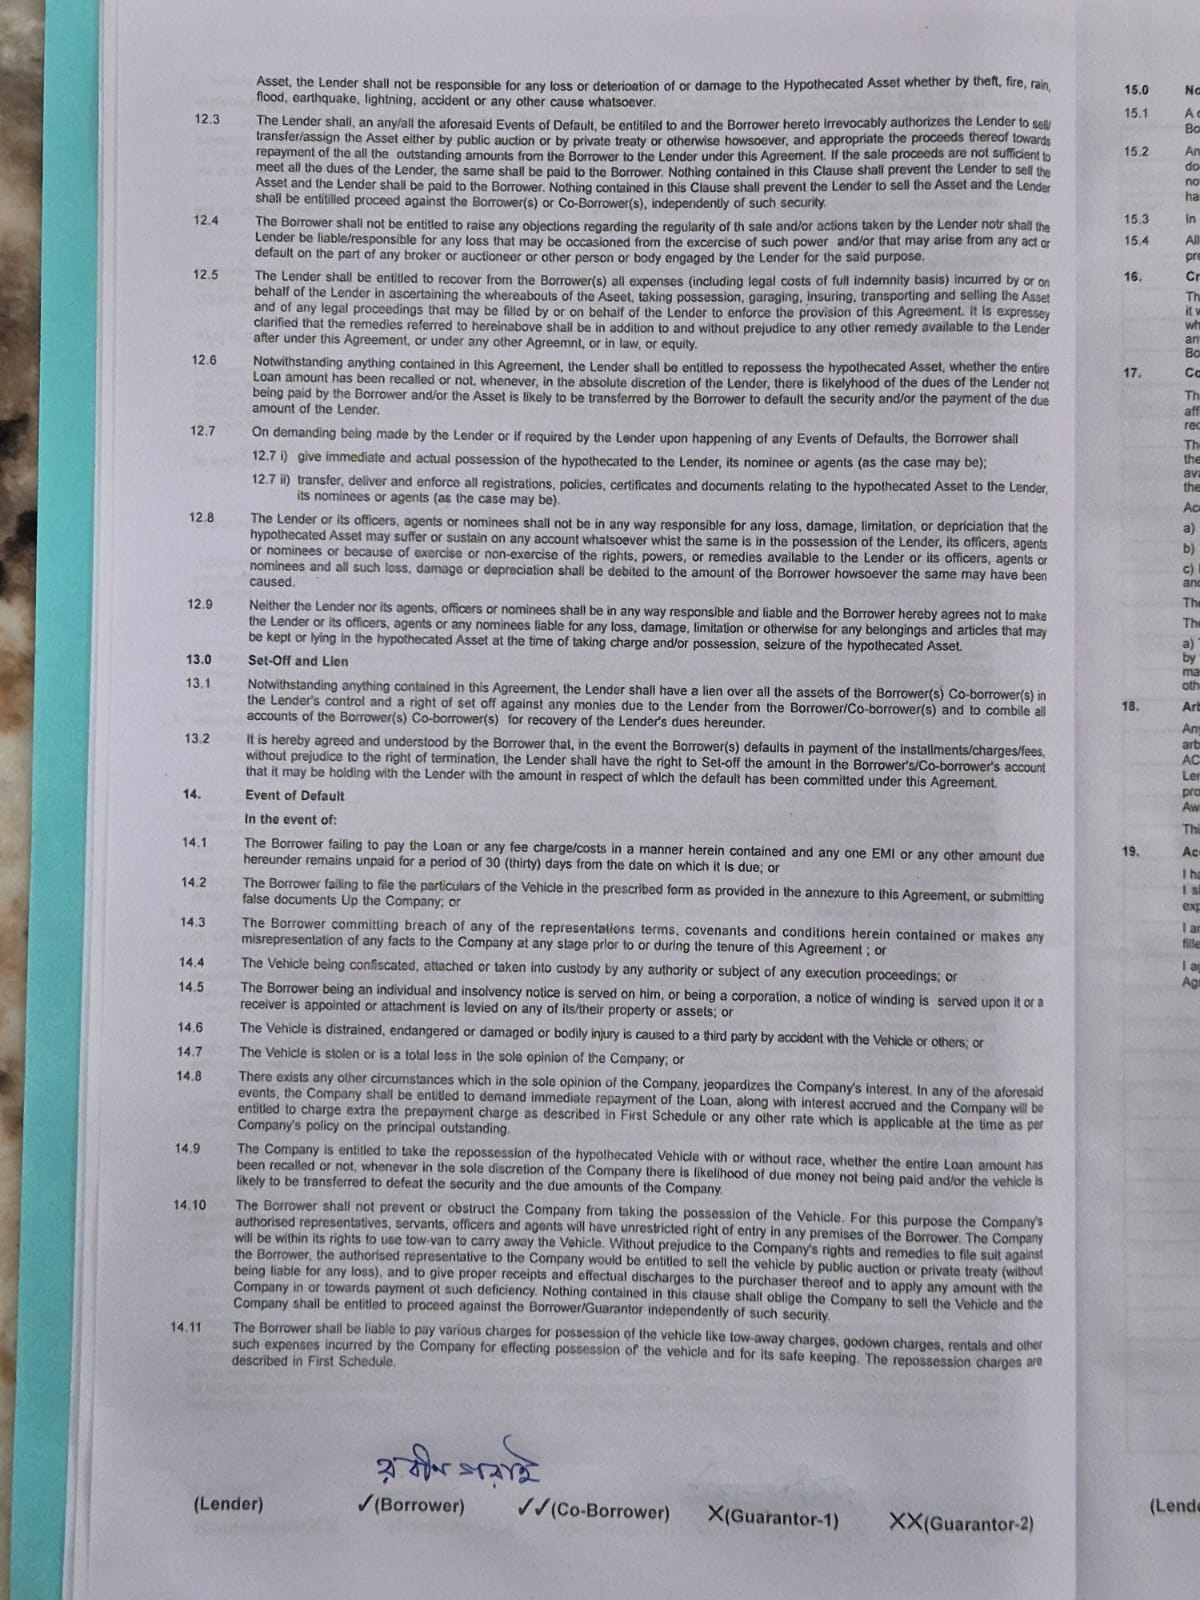 Asset, the Lender shall not be responsible for any loss or deterioation of or damage to the Hypothecated Asset whether by theft, fire, rain,
flood, earthquake, lightning, accident or any other cause whatsoever.
12.3 The Lender shall, an any/all the aforesaid Events of Default, be entitiled to and the Borrower hereto irrevocably authorizes the Lender to sell/
transfer/assign the Asset either by public auction or by private treaty or otherwise howsoever, and appropriate the proceeds thereof towards
repayment of the all the outstanding amounts from the Borrower to the Lender under this Agreement. If the sale proceeds are not sufficient to
meet all the dues of the Lender, the same shall be paid to the Borrower. Nothing contained in this Clause shall prevent the Lender to sell the
Asset and the Lender shall be paid to the Borrower. Nothing contained in this Clause shall prevent the Lender to sell the Asset and the Lender
shall be entitilled proceed against the Borrower(s) or Co-Borrower(s), independently of such security.
12.4 The Borrower shall not be entitled to raise any objections regarding the regularity of th sale and/or actions taken by the Lender notr shall the
Lender be liable/responsible for any loss that may be occasioned from the excercise of such power and/or that may arise from any act or
default on the part of any broker or auctioneer or other person or body engaged by the Lender for the said purpose.
12.5 The Lender shall be entitled to recover from the Borrower(s) all expenses (including legal costs of full indemnity basis) incurred by or on
behalf of the Lender in ascertaining the whereabouts of the Aseet, taking possession, garaging, insuring, transporting and selling the Asset
and of any legal proceedings that may be filled by or on behalf of the Lender to enforce the provision of this Agreement. It is expressey
clarified that the remedies referred to hereinabove shall be in addition to and without prejudice to any other remedy available to the Lender
after under this Agreement, or under any other Agreemnt, or in law, or equity.
12.6 Notwithstanding anything contained in this Agreement, the Lender shall be entitled to repossess the hypothecated Asset, whether the entire
Loan amount has been recalled or not, whenever, in the absolute discretion of the Lender, there is likelyhood of the dues of the Lender not
being paid by the Borrower and/or the Asset is likely to be transferred by the Borrower to default the security and/or the payment of the due
amount of the Lender.
12.7 On demanding being made by the Lender or if required by the Lender upon happening of any Events of Defaults, the Borrower shall
12.7 i) give immediate and actual possession of the hypothecated to the Lender, its nominee or agents (as the case may be);
12.7 ii) transfer, deliver and enforce all registrations, policies, certificates and documents relating to the hypothecated Asset to the Lender,
its nominees or agents (as the case may be).
12.8 The Lender or its officers, agents or nominees shall not be in any way responsible for any loss, damage, limitation, or depriciation that the
hypothecated Asset may suffer or sustain on any account whatsoever whist the same is in the possession of the Lender, its officers, agents
or nominees or because of exercise or non-exercise of the rights, powers, or remedies available to the Lender or its officers, agents or
nominees and all such loss, damage or depreciation shall be debited to the amount of the Borrower howsoever the same may have been
caused.
12.9 Neither the Lender nor its agents, officers or nominees shall be in any way responsible and liable and the Borrower hereby agrees not to make
the Lender or its officers, agents or any nominees liable for any loss, damage, limitation or otherwise for any belongings and articles that may
be kept or lying in the hypothecated Asset at the time of taking charge and/or possession, seizure of the hypothecated Asset.
13.0 Set-Off and Lien
13.1 Notwithstanding anything contained in this Agreement, the Lender shall have a lien over all the assets of the Borrower(s) Co-borrower(s) in
the Lender's control and a right of set off against any monies due to the Lender from the Borrower/Co-borrower(s) and to combile all
accounts of the Borrower(s) Co-borrower(s) for recovery of the Lender's dues hereunder.
13.2 It is hereby agreed and understood by the Borrower that, in the event the Borrower(s) defaults in payment of the installments/charges/fees,
without prejudice to the right of termination, the Lender shall have the right to Set-off the amount in the Borrower's/Co-borrower's account
that it may be holding with the Lender with the amount in respect of which the default has been committed under this Agreement.
14. Event of Default
In the event of:
14.1 The Borrower failing to pay the Loan or any fee charge/costs in a manner herein contained and any one EMI or any other amount due
hereunder remains unpaid for a period of 30 (thirty) days from the date on which it is due; or
14.2 The Borrower failing to file the particulars of the Vehicle in the prescribed form as provided in the annexure to this Agreement, or submitting
false documents Up the Company; or
14.3 The Borrower committing breach of any of the representations terms, covenants and conditions herein contained or makes any
misrepresentation of any facts to the Company at any stage prior to or during the tenure of this Agreement ; or
14.4 The Vehicle being confiscated, attached or taken into custody by any authority or subject of any execution proceedings; or
14.5 The Borrower being an individual and insolvency notice is served on him, or being a corporation, a notice of winding is served upon it or a
receiver is appointed or attachment is levied on any of its/their property or assets; or
14.6 The Vehicle is distrained, endangered or damaged or bodily injury is caused to a third party by accident with the Vehicle or others; or
14.7 The Vehicle is stolen or is a total loss in the sole opinion of the Company; or
14.8 There exists any other circumstances which in the sole opinion of the Company, jeopardizes the Company's interest. In any of the aforesaid
events, the Company shall be entitled to demand immediate repayment of the Loan, along with interest accrued and the Company will be
entitled to charge extra the prepayment charge as described in First Schedule or any other rate which is applicable at the time as per
Company's policy on the principal outstanding.
14.9 The Company is entitled to take the repossession of the hypothecated Vehicle with or without race, whether the entire Loan amount has
been recalled or not, whenever in the sole discretion of the Company there is likelihood of due money not being paid and/or the vehicle is
likely to be transferred to defeat the security and the due amounts of the Company.
14.10 The Borrower shall not prevent or obstruct the Company from taking the possession of the Vehicle. For this purpose the Company's
authorised representatives, servants, officers and agents will have unrestricted right of entry in any premises of the Borrower. The Company
will be within its rights to use tow-van to carry away the Vehicle. Without prejudice to the Company's rights and remedies to file suit against
the Borrower, the authorised representative to the Company would be entitled to sell the vehicle by public auction or private treaty (without
being liable for any loss), and to give proper receipts and effectual discharges to the purchaser thereof and to apply any amount with the
Company in or towards payment ot such deficiency. Nothing contained in this clause shall oblige the Company to sell the Vehicle and the
Company shall be entitled to proceed against the Borrower/Guarantor independently of such security.
14.11 The Borrower shall be liable to pay various charges for possession of the vehicle like tow-away charges, godown charges, rentals and other
such expenses incurred by the Company for effecting possession of the vehicle and for its safe keeping. The repossession charges are
described in First Schedule.
(Lender) ✓(Borrower) ✓✓(Co-Borrower) X(Guarantor-1) XX(Guarantor-2)
15.0
15.1
15.2
15.3 In
15.4
16.
17.
a)
b)
c)
a)
by
18.
19.